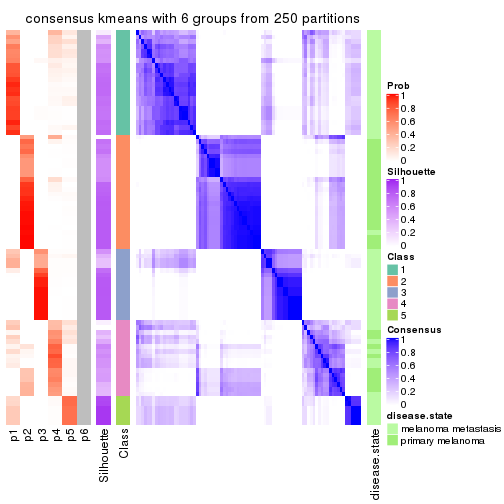 consensus kmeans with 6 groups from 250 partitions
Prob
1
0.8
0.6
0.4
0.2
0
Silhouette
1
0.8
0.6
0.4
0.2
0
Class
1
2
3
4
5
Consensus
1
0.8
0.6
0.4
0.2
0
disease.state
melanoma metastasis
primary melanoma
p1
p2
p3
p4
p5
p6
Silhouette
Class
disease.state